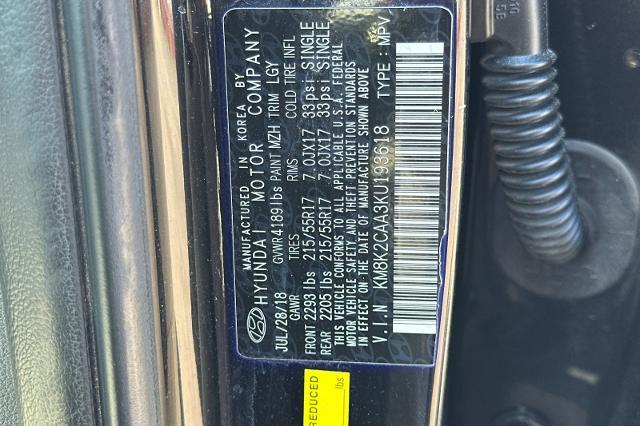 MANUFACTURED IN KOREA BY
HYUNDAI MOTOR COMPANY
JUL/28/18 GVWR 4189lbs PAINT MZH TRIM LGY
GAWR TIRES RIMS COLD TIRE INFL
FRONT 2293 lbs 215/55R17 7.0JX17 33psi SINGLE
REAR 2205 lbs 215/55R17 7.0JX17 33psi SINGLE
THIS VEHICLE CONFORMS TO ALL APPLICABLE U.S.A. FEDERAL
MOTOR VEHICLE SAFETY AND THEFT PREVENTION STANDARDS
IN EFFECT ON THE DATE OF MANUFACTURE SHOWN ABOVE
V.I.N KM8K2CAA3KU193618 TYPE : MPV
REDUCED
lbs